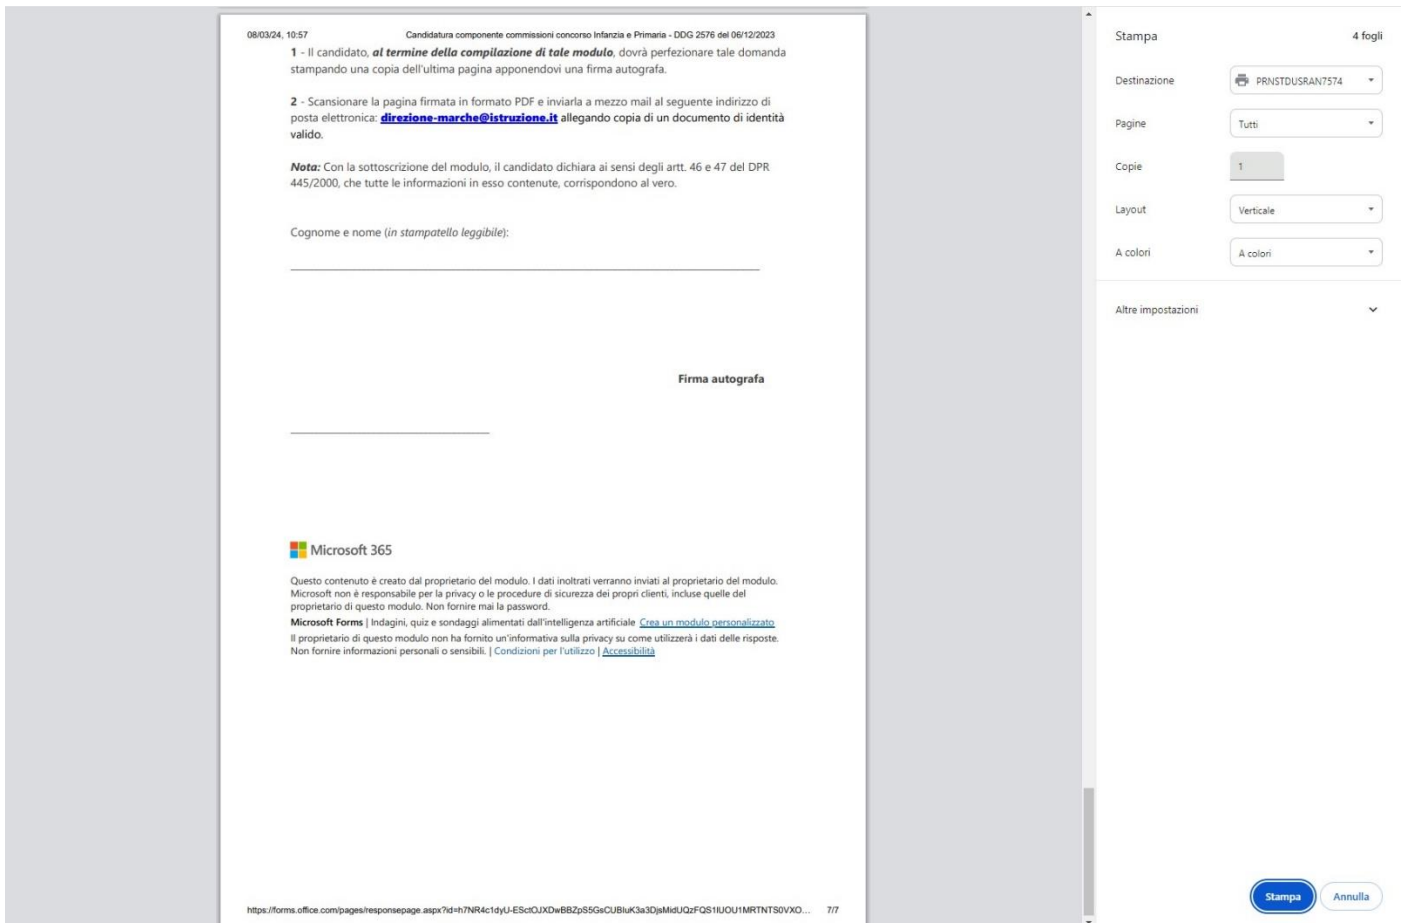 08/03/24, 10:57 Candidatura componente commissioni concorso Infanzia e Primaria - DDG 2576 del 06/12/2023
1 - Il candidato, al termine della compilazione di tale modulo, dovrà perfezionare tale domanda
stampando una copia dell'ultima pagina apponendovi una firma autografa.
2 - Scansionare la pagina firmata in formato PDF e inviarla a mezzo mail al seguente indirizzo di
posta elettronica: direzione-marche@istruzione.it allegando copia di un documento di identità
valido.
Nota: Con la sottoscrizione del modulo, il candidato dichiara ai sensi degli artt. 46 e 47 del DPR
445/2000, che tutte le informazioni in esso contenute, corrispondono al vero.
Cognome e nome (in stampatello leggibile):
Firma autografa
Microsoft 365
Questo contenuto è creato dal proprietario del modulo. I dati inoltrati verranno inviati al proprietario del modulo.
Microsoft non è responsabile per la privacy o le procedure di sicurezza dei propri clienti, incluse quelle del
proprietario di questo modulo. Non fornire mai la password.
Microsoft Forms | Indagini, quiz e sondaggi alimentati dall'intelligenza artificiale Crea un modulo personalizzato
Il proprietario di questo modulo non ha fornito un'informativa sulla privacy su come utilizzerà i dati delle risposte.
Non fornire informazioni personali o sensibili. | Condizioni per l'utilizzo | Accessibilità
7/7
Stampa 4 fogli
Destinazione PRNSTDUSRAN7574
Pagine Tutti
Copie 1
Layout Verticale
A colori A colori
Altre impostazioni
Stampa Annulla